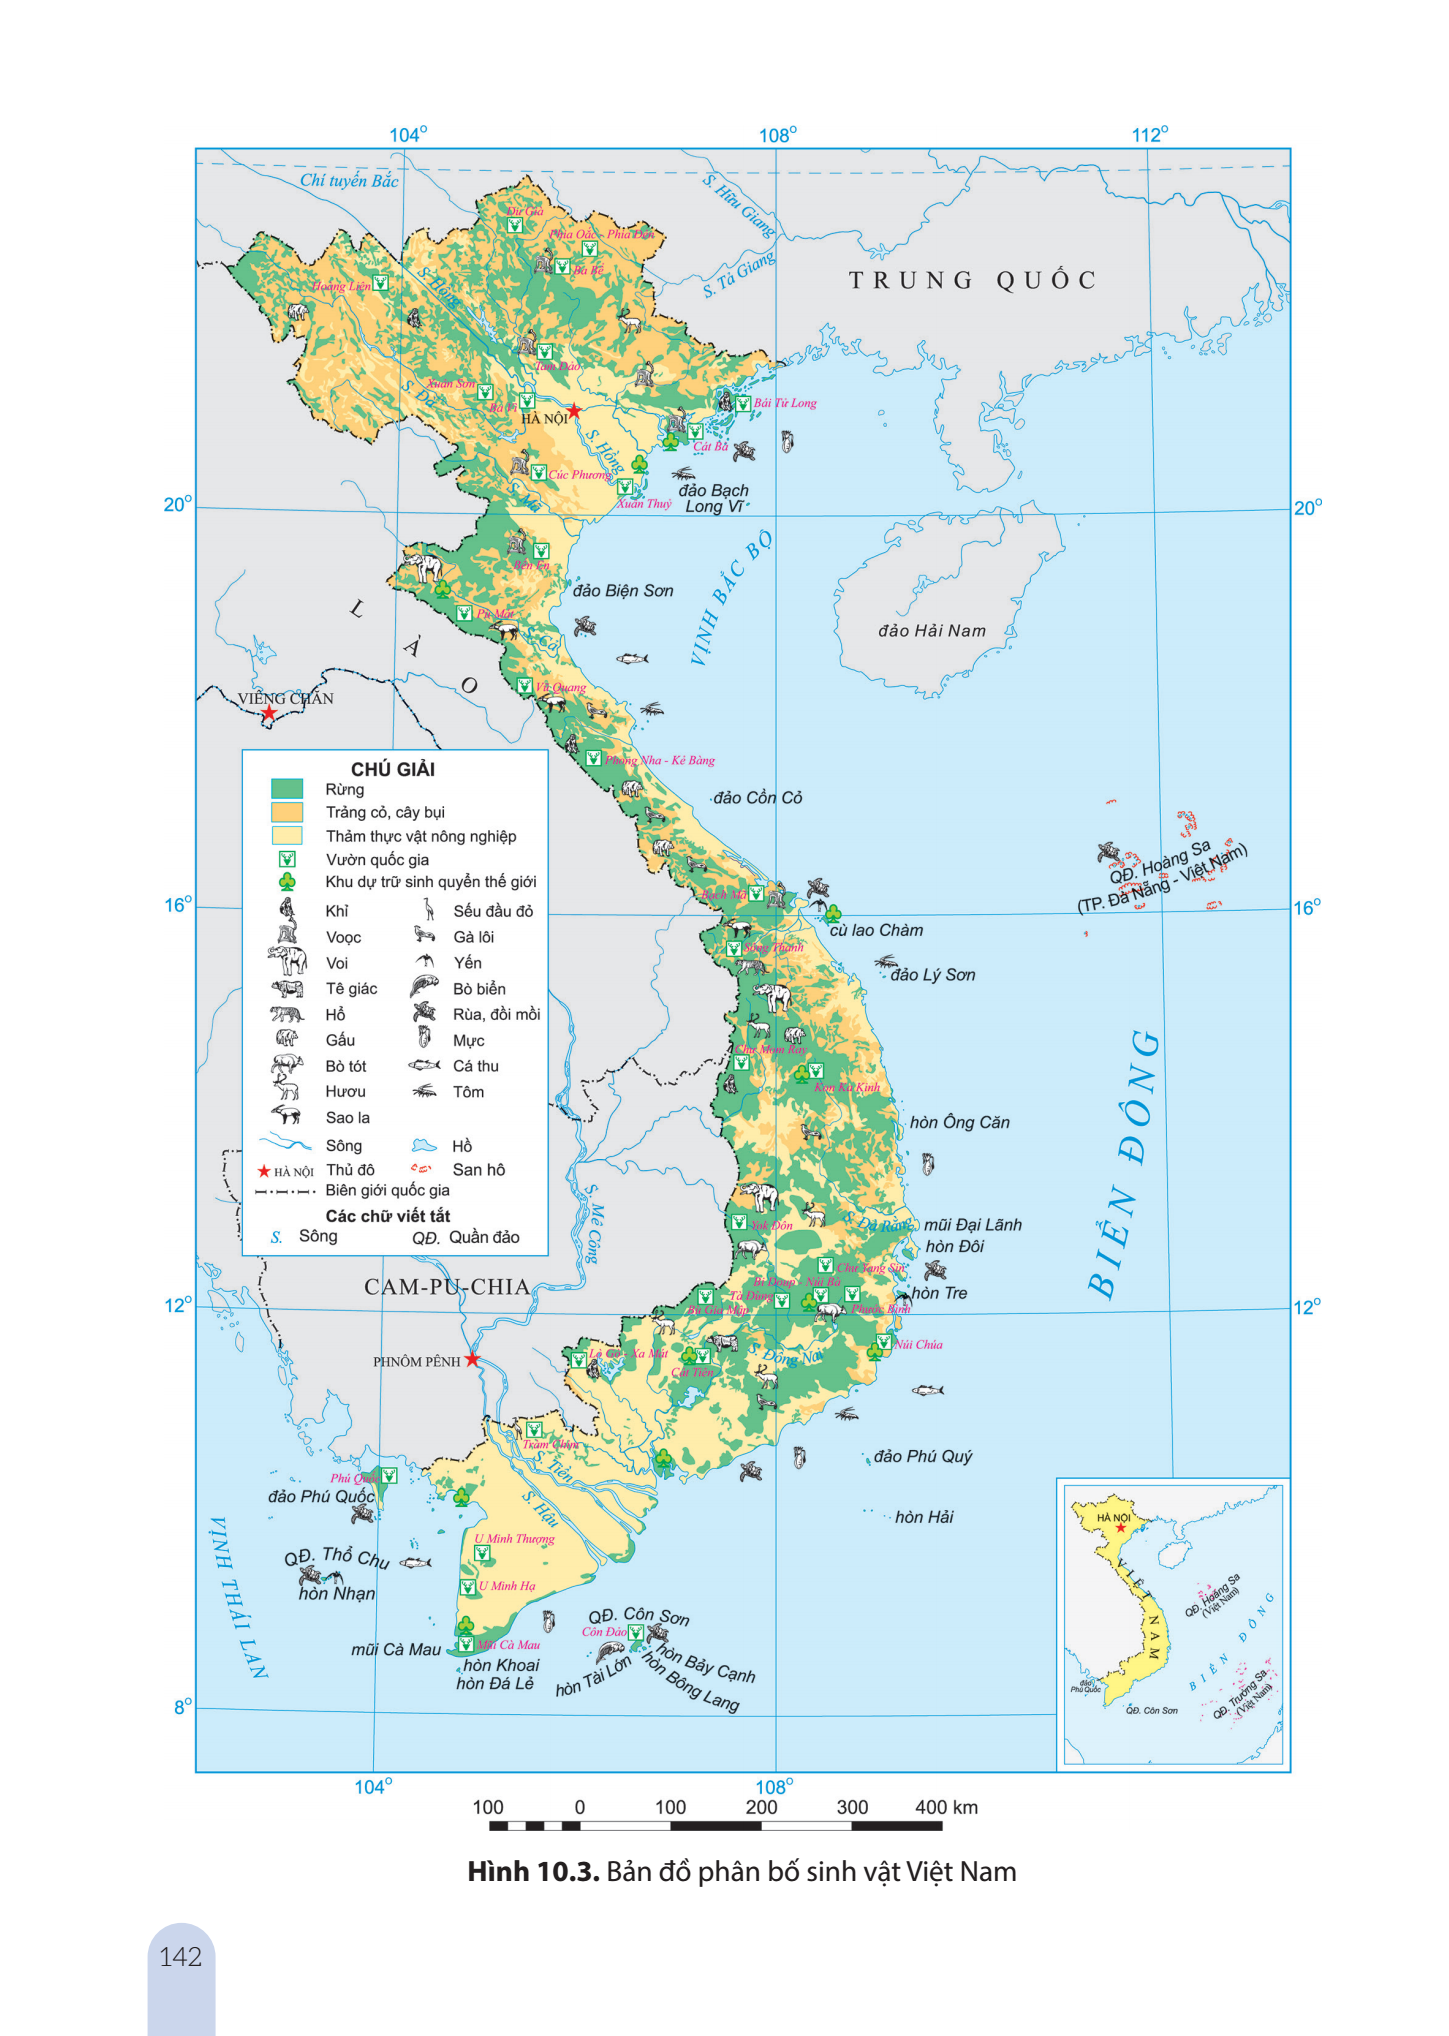 104°
108°
112°
Chí tuyến Bắc
S. Hữu Giang
S. Tả Giang
TRUNG QUỐC
Du Già
Phia Oắc - Phia Đén
Ba Bể
Hoàng Liên
S. Hồng
Tam Đảo
Xuân Sơn
S. Đà
Ba Vì
HÀ NỘI
Bái Tử Long
Cát Bà
S. Hồng
Cúc Phương
Xuân Thuỷ
đảo Bạch
Long Vĩ
S. Mã
20°
20°
Bến En
VỊNH BẮC BỘ
đảo Biện Sơn
Pù Mát
S. Cả
đảo Hải Nam
LÀO
Vũ Quang
VIÊNG CHĂN
Phong Nha - Kẻ Bàng
đảo Cồn Cỏ
QĐ. Hoàng Sa
(TP. Đà Nẵng - Việt Nam)
16°
16°
Bạch Mã
cù lao Chàm
Sông Thanh
đảo Lý Sơn
Chư Mom Ray
Kon Ka Kinh
BIỂN ĐÔNG
hòn Ông Căn
CHÚ GIẢI
Rừng
Trảng cỏ, cây bụi
Thảm thực vật nông nghiệp
Vườn quốc gia
Khu dự trữ sinh quyển thế giới
Khỉ
Sếu đầu đỏ
Voọc
Gà lôi
Voi
Yến
Tê giác
Bò biển
Hổ
Rùa, đồi mồi
Gấu
Mực
Bò tót
Cá thu
Hươu
Tôm
Sao la
Sông
Hồ
HÀ NỘI Thủ đô
San hô
Biên giới quốc gia
Các chữ viết tắt
S. Sông
QĐ. Quần đảo
S. Mê Công
Yok Đôn
S. Đà Rằng
mũi Đại Lãnh
hòn Đôi
Chư Yang Sin
Bi Doup - Núi Bà
Tà Đùng
Bù Gia Mập
Phước Bình
hòn Tre
CAM-PU-CHIA
12°
12°
PHNÔM PÊNH
Lò Gò - Xa Mát
Cát Tiên
S. Đồng Nai
Núi Chúa
Tràm Chim
S. Tiền
S. Hậu
Phú Quốc
đảo Phú Quốc
đảo Phú Quý
hòn Hải
VỊNH THÁI LAN
U Minh Thượng
QĐ. Thổ Chu
hòn Nhạn
U Minh Hạ
QĐ. Côn Sơn
Côn Đảo
mũi Cà Mau
Mũi Cà Mau
hòn Khoai
hòn Đá Lẻ
hòn Tài Lớn
hòn Bảy Cạnh
hòn Bông Lang
8°
HÀ NỘI
VIỆT NAM
QĐ. Hoàng Sa
(Việt Nam)
BIỂN ĐÔNG
đảo
Phú Quốc
QĐ. Côn Sơn
QĐ. Trường Sa
(Việt Nam)
104°
108°
100 0 100 200 300 400 km
Hình 10.3. Bản đồ phân bố sinh vật Việt Nam
142